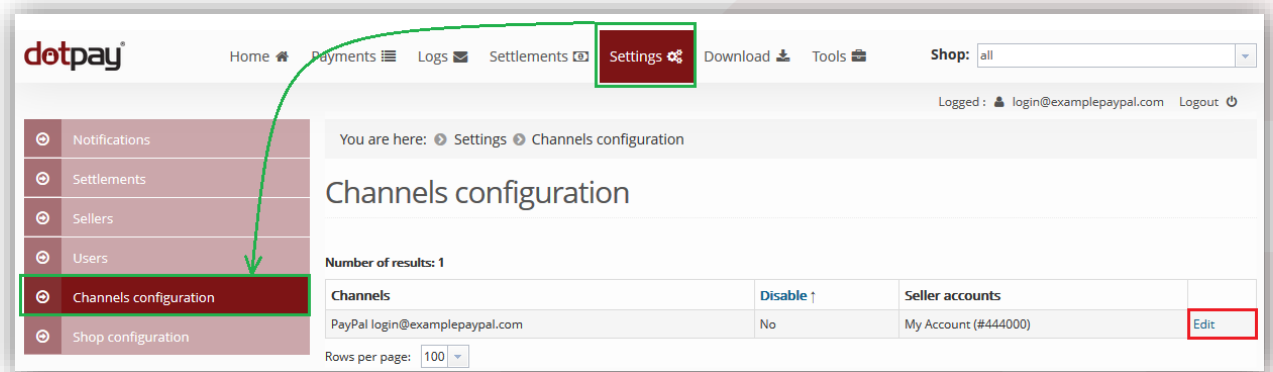 dotpay
Home Payments Logs Settlements Settings Download Tools Shop: all
Logged : login@examplepaypal.com Logout
Notifications
Settlements
Sellers
Users
Channels configuration
Shop configuration
You are here: Settings Channels configuration
Channels configuration
Number of results: 1
Channels Disable ↑ Seller accounts
PayPal login@examplepaypal.com No My Account (#444000) Edit
Rows per page: 100